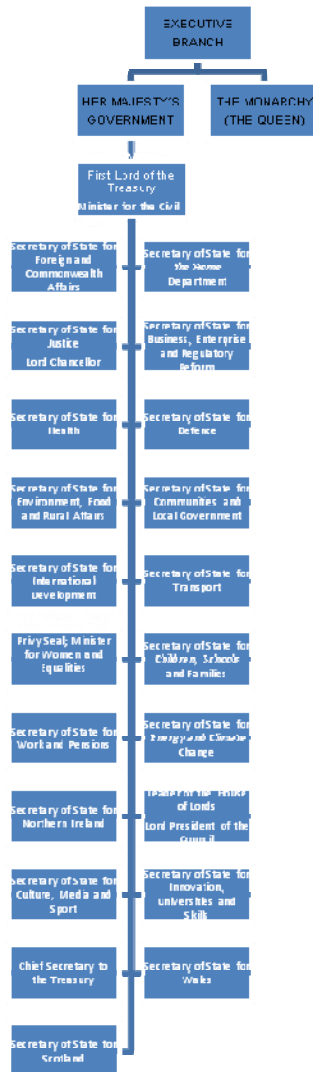 EXECUTIVE
BRANCH
HER MAJESTY'S
GOVERNMENT
THE MONARCHY
(THE QUEEN)
First Lord of the
Treasury
Minister for the Civil
Secretary of State for
Foreign and
Commonwealth
Affairs
Secretary of State for
the Home
Department
Secretary of State for
Justice
Lord Chancellor
Secretary of State for
Business, Enterprise
and Regulatory
Reform
Secretary of State for
Health
Secretary of State for
Defence
Secretary of State for
Environment, Food
and Rural Affairs
Secretary of State for
Communities and
Local Government
Secretary of State for
International
Development
Secretary of State for
Transport
Privy Seal; Minister
for Women and
Equalities
Secretary of State for
Children, Schools
and Families
Secretary of State for
Work and Pensions
Secretary of State for
Energy and Climate
Change
Secretary of State for
Northern Ireland
Leader of the House
of Lords
Lord President of the
Council
Secretary of State for
Culture, Media and
Sport
Secretary of State for
Innovation,
Universities and
Skills
Chief Secretary to
the Treasury
Secretary of State for
Wales
Secretary of State for
Scotland